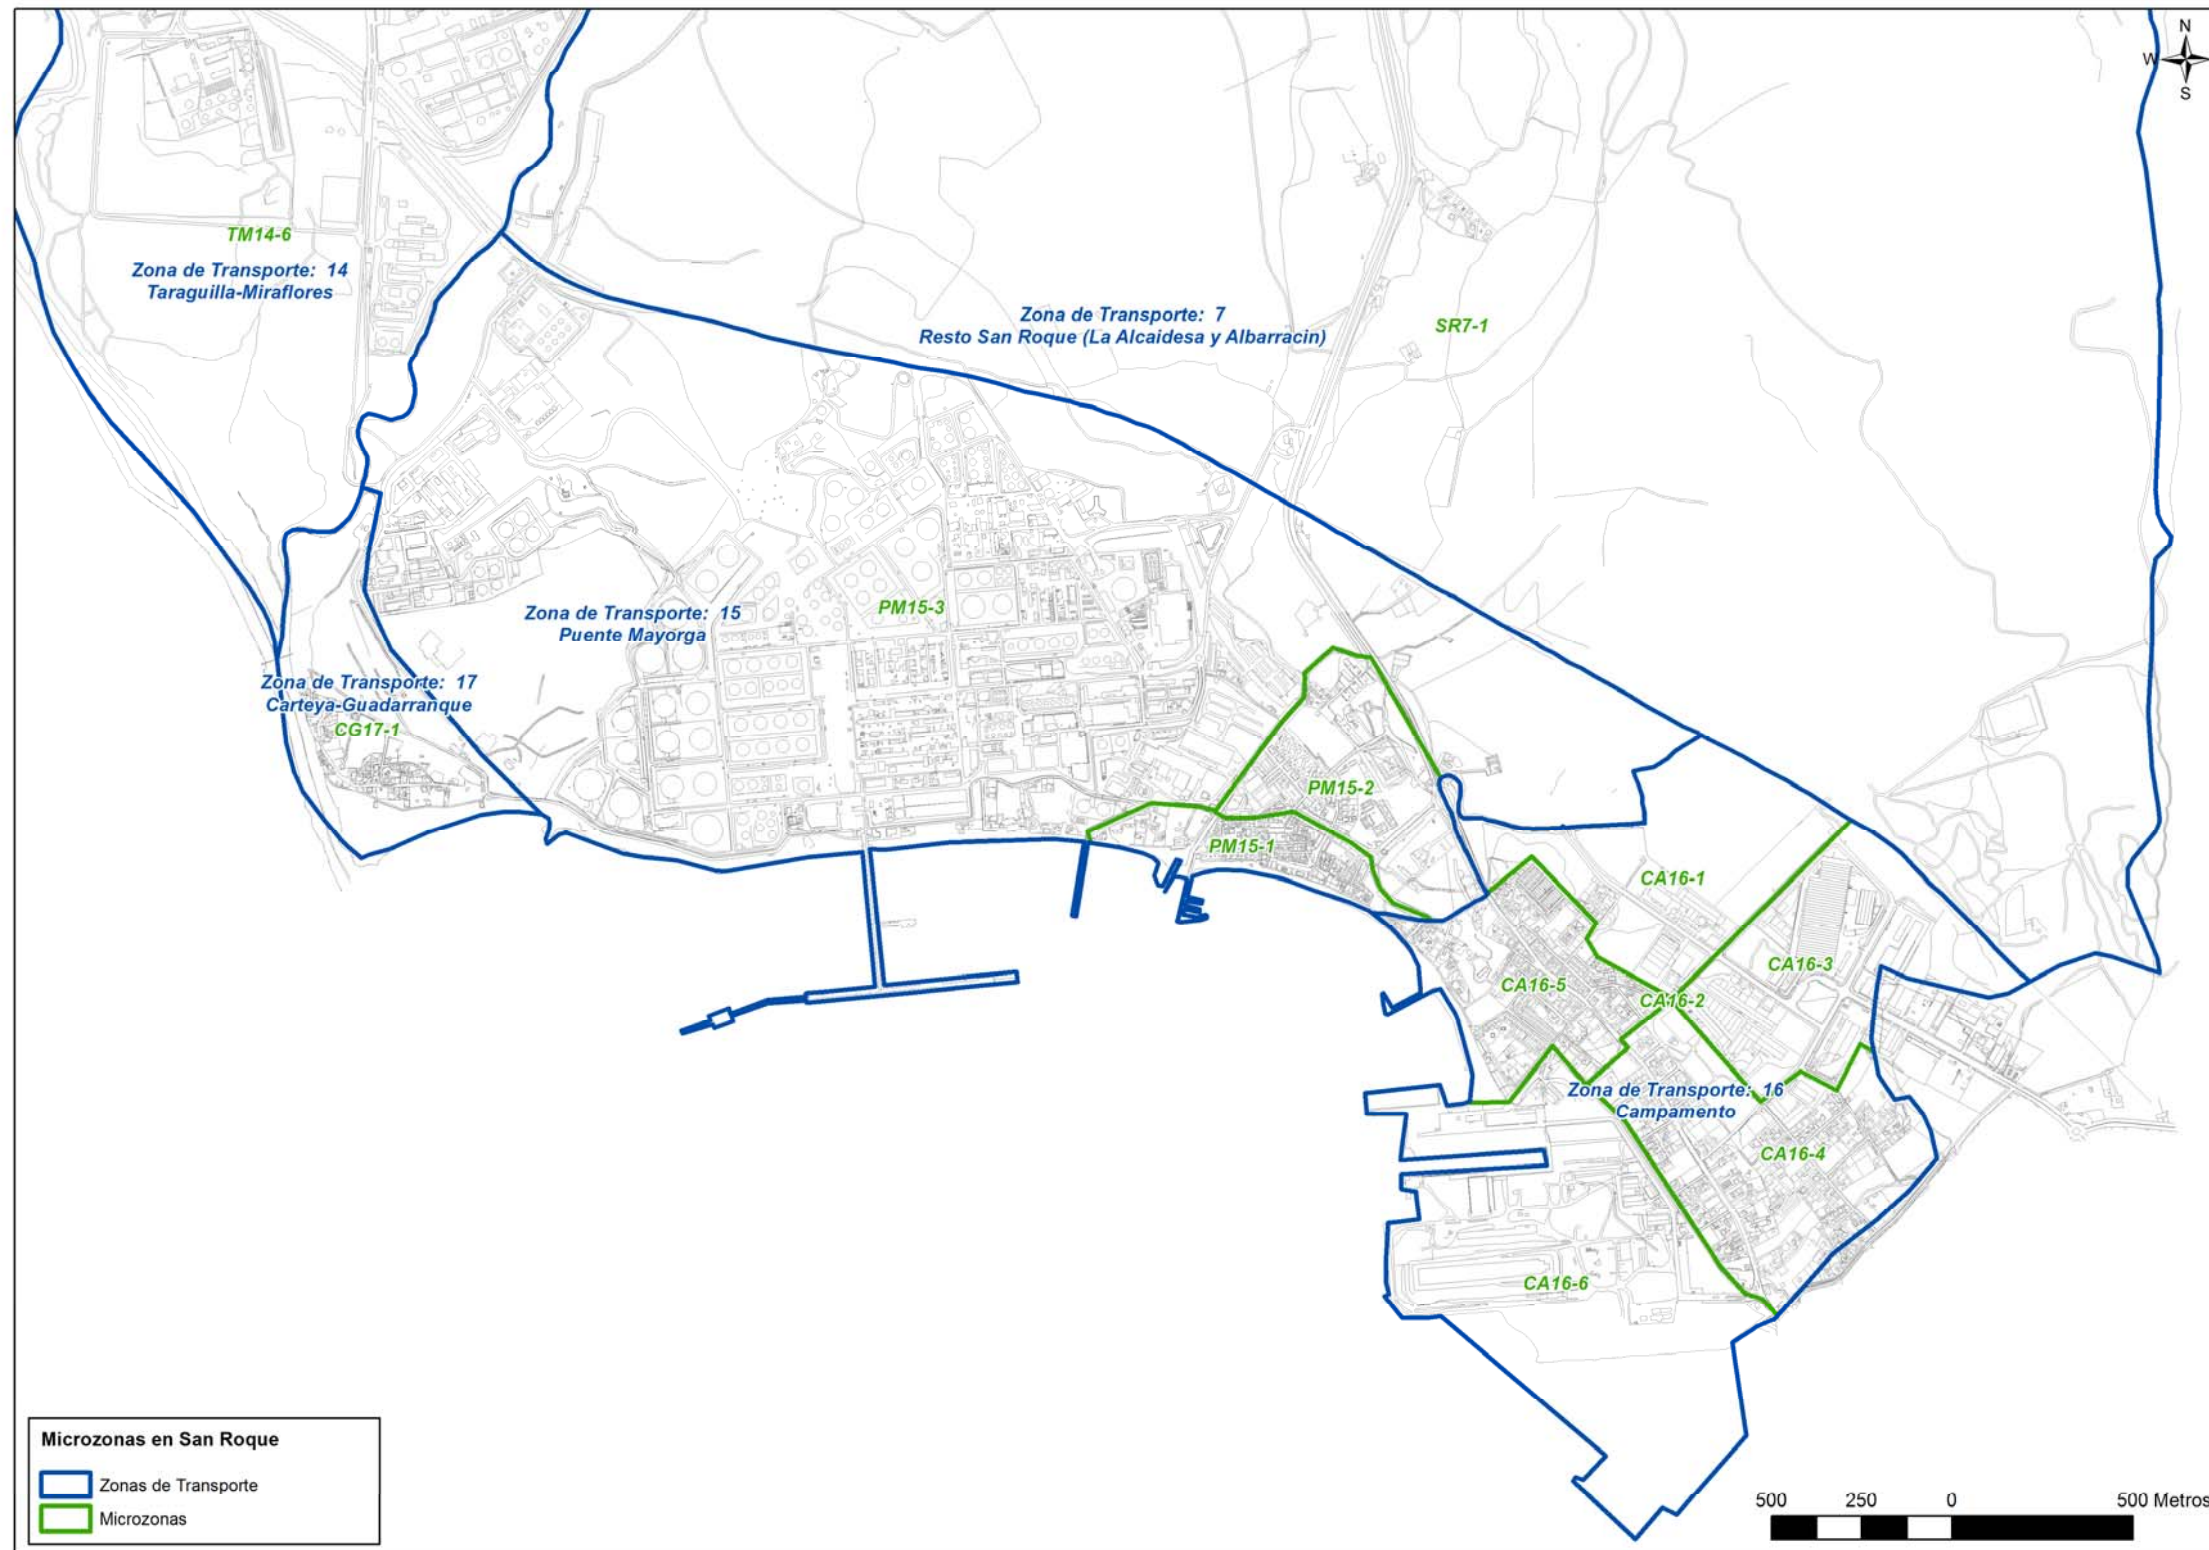 N
W
S
TM14-6
Zona de Transporte: 14
Taraguilla-Miraflores
Zona de Transporte: 7
Resto San Roque (La Alcaidesa y Albarracin)
SR7-1
Zona de Transporte: 15
Puente Mayorga
PM15-3
Zona de Transporte: 17
Carteya-Guadarranque
CG17-1
PM15-2
PM15-1
CA16-1
CA16-3
CA16-5
CA16-2
Zona de Transporte: 16
Campamento
CA16-4
CA16-6
Microzonas en San Roque
Zonas de Transporte
Microzonas
500 250 0 500 Metros